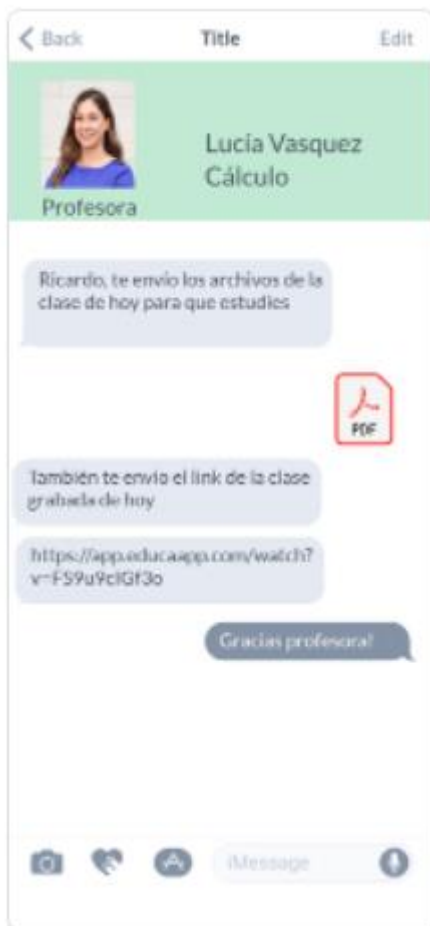 Back
Title
Edit
Lucía Vasquez
Cálculo
Profesora
Ricardo, te envío los archivos de la
clase de hoy para que estudies
PDF
También te envío el link de la clase
grabada de hoy
https://app.educaapp.com/watch?
Gracias profesora!
iMessage